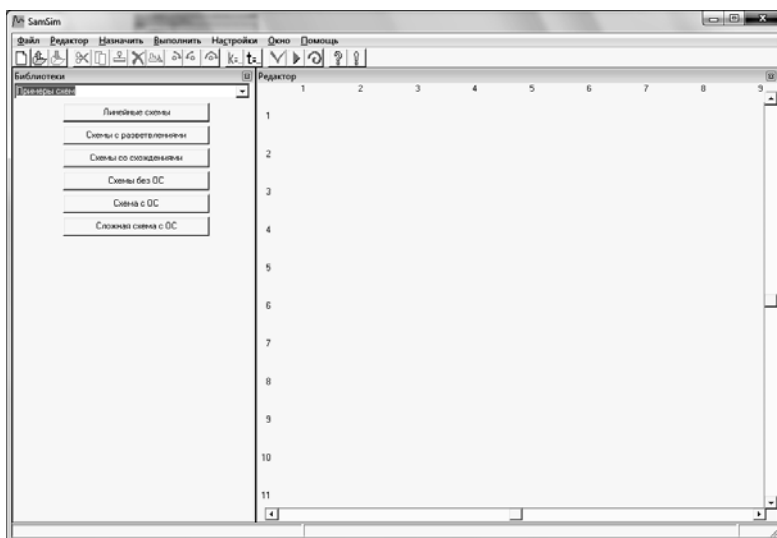 SamSim
Файл Редактор Назначить Выполнить Настройки Окно Помощь
k= t=
Библиотеки
Примеры схем
Линейные схемы
Схемы с разветвлениями
Схемы со схождениями
Схемы без ОС
Схема с ОС
Сложная схема с ОС
Редактор
1 2 3 4 5 6 7 8 9
1
2
3
4
5
6
7
8
9
10
11